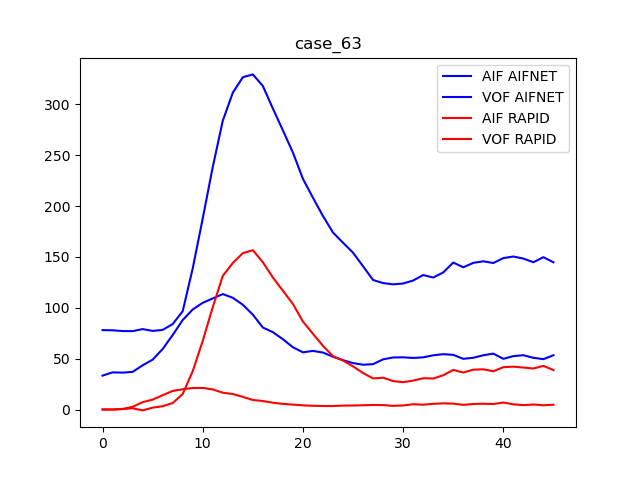 case_63
AIF AIFNET
VOF AIFNET
AIF RAPID
VOF RAPID
300
250
200
150
100
50
0
0 10 20 30 40